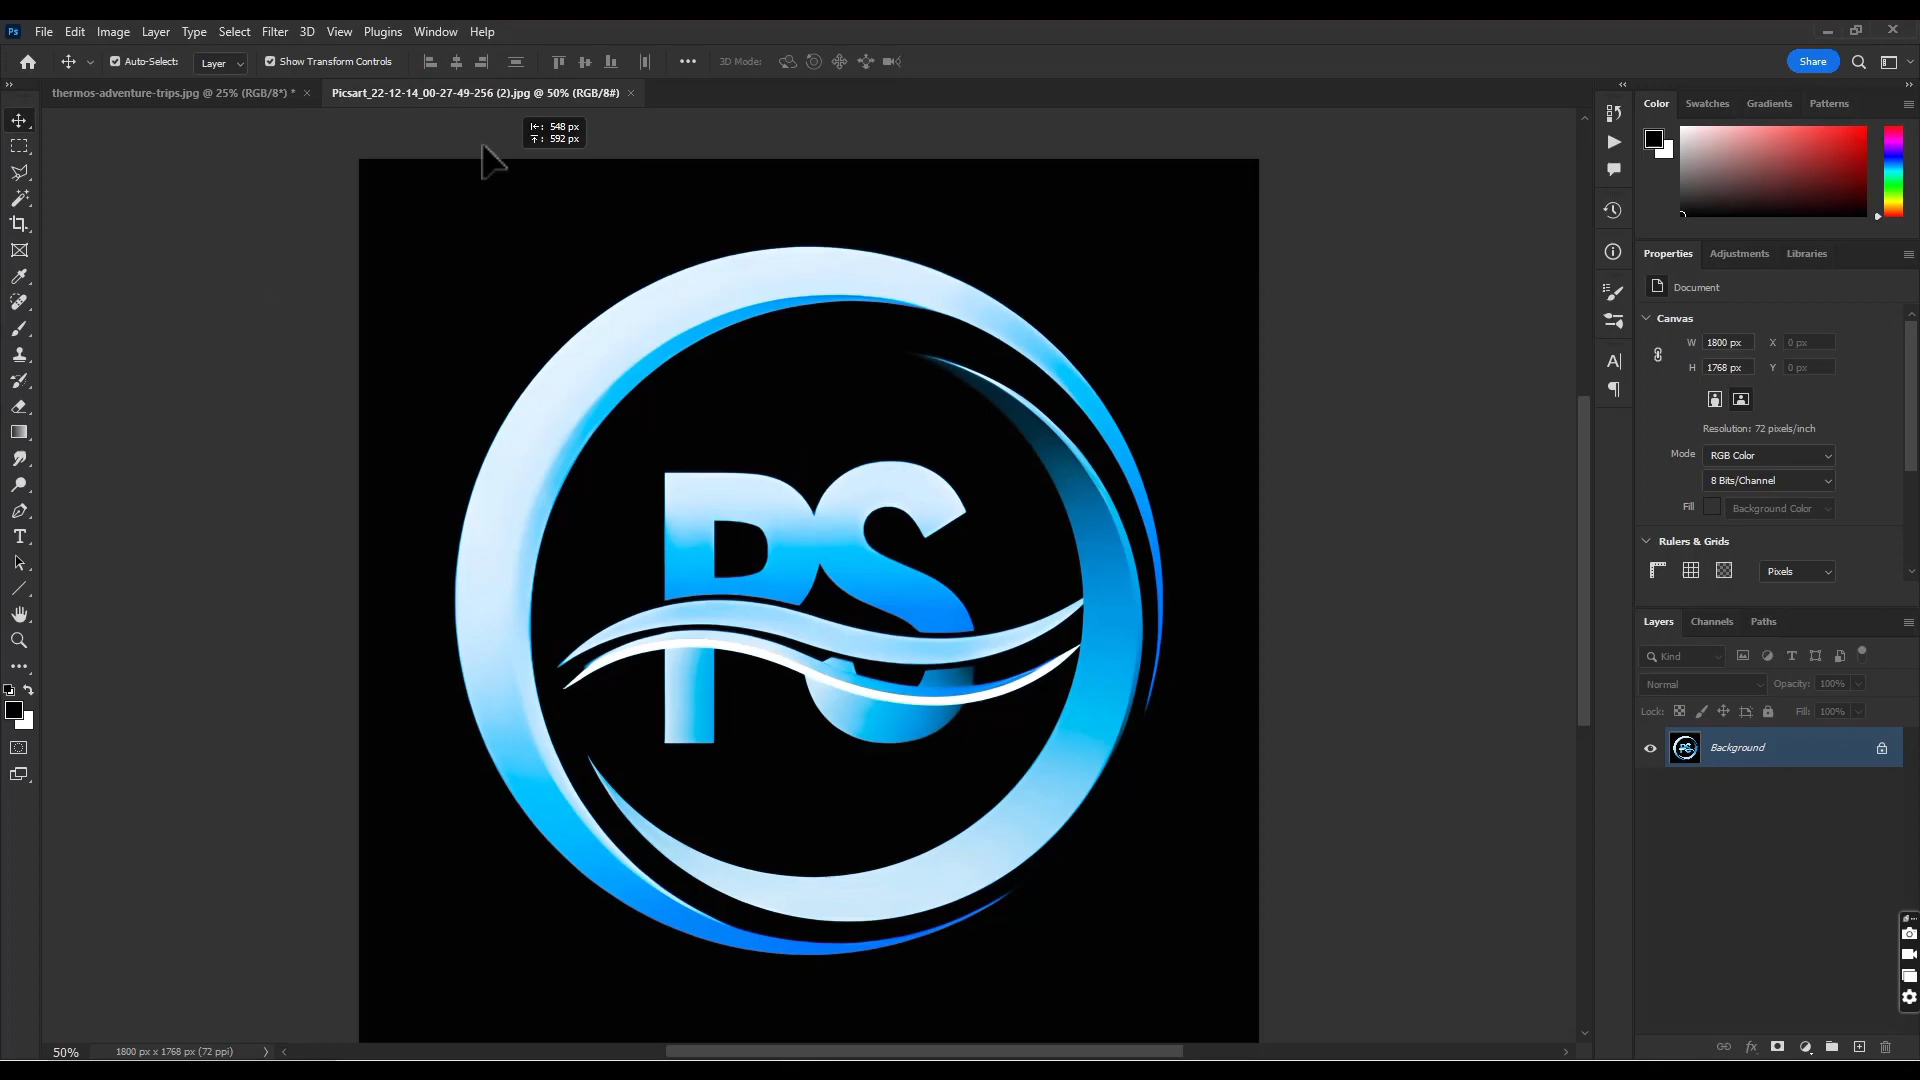 Ps File Edit Image Layer Type Select Filter 3D View Plugins Window Help
Auto-Select: Layer Show Transform Controls 3D Mode: Share
thermos-adventure-trips.jpg @ 25% (RGB/8*) * × Picsart_22-12-14_00-27-49-256 (2).jpg @ 50% (RGB/8#) ×
548 px
592 px
PS
Color Swatches Gradients Patterns
Properties Adjustments Libraries
Document
Canvas
W 1800 px X 0 px
H 1768 px Y 0 px
Resolution: 72 pixels/inch
Mode RGB Color
8 Bits/Channel
Fill Background Color
Rulers & Grids
Pixels
Layers Channels Paths
Kind
Normal Opacity: 100%
Lock: Fill: 100%
Background
fx
50% 1800 px x 1768 px (72 ppi)